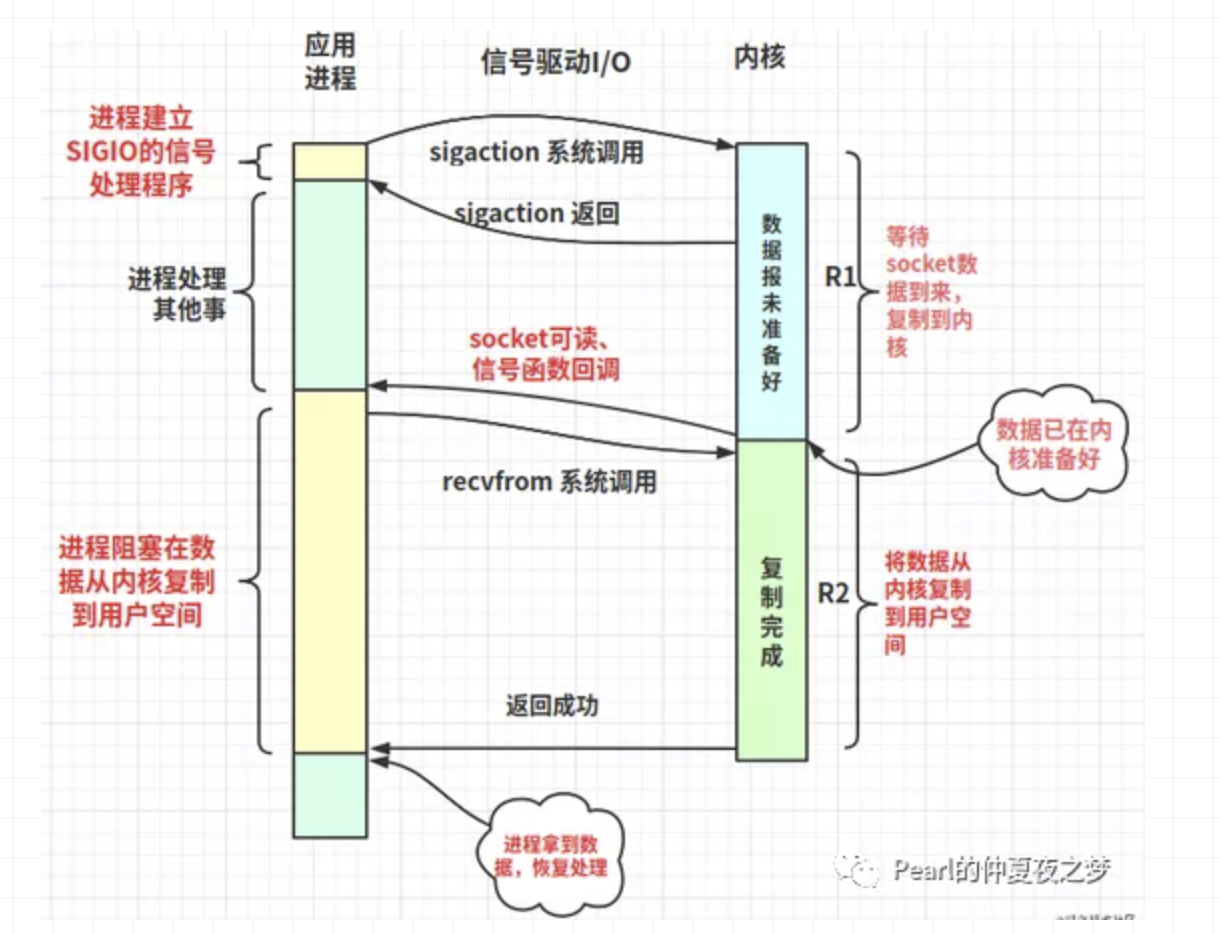 应用
进程
信号驱动I/O
内核
进程建立
SIGIO的信号
处理程序
sigaction 系统调用
sigaction 返回
数据报未准备好
R1
等待
socket数
据到来，
复制到内
核
进程处理
其他事
socket可读、
信号函数回调
数据已在内
核准备好
recvfrom 系统调用
进程阻塞在数
据从内核复制
到用户空间
复制完成
R2
将数据从
内核复制
到用户空
间
返回成功
进程拿到数
据，恢复处理
Pearl的仲夏夜之梦